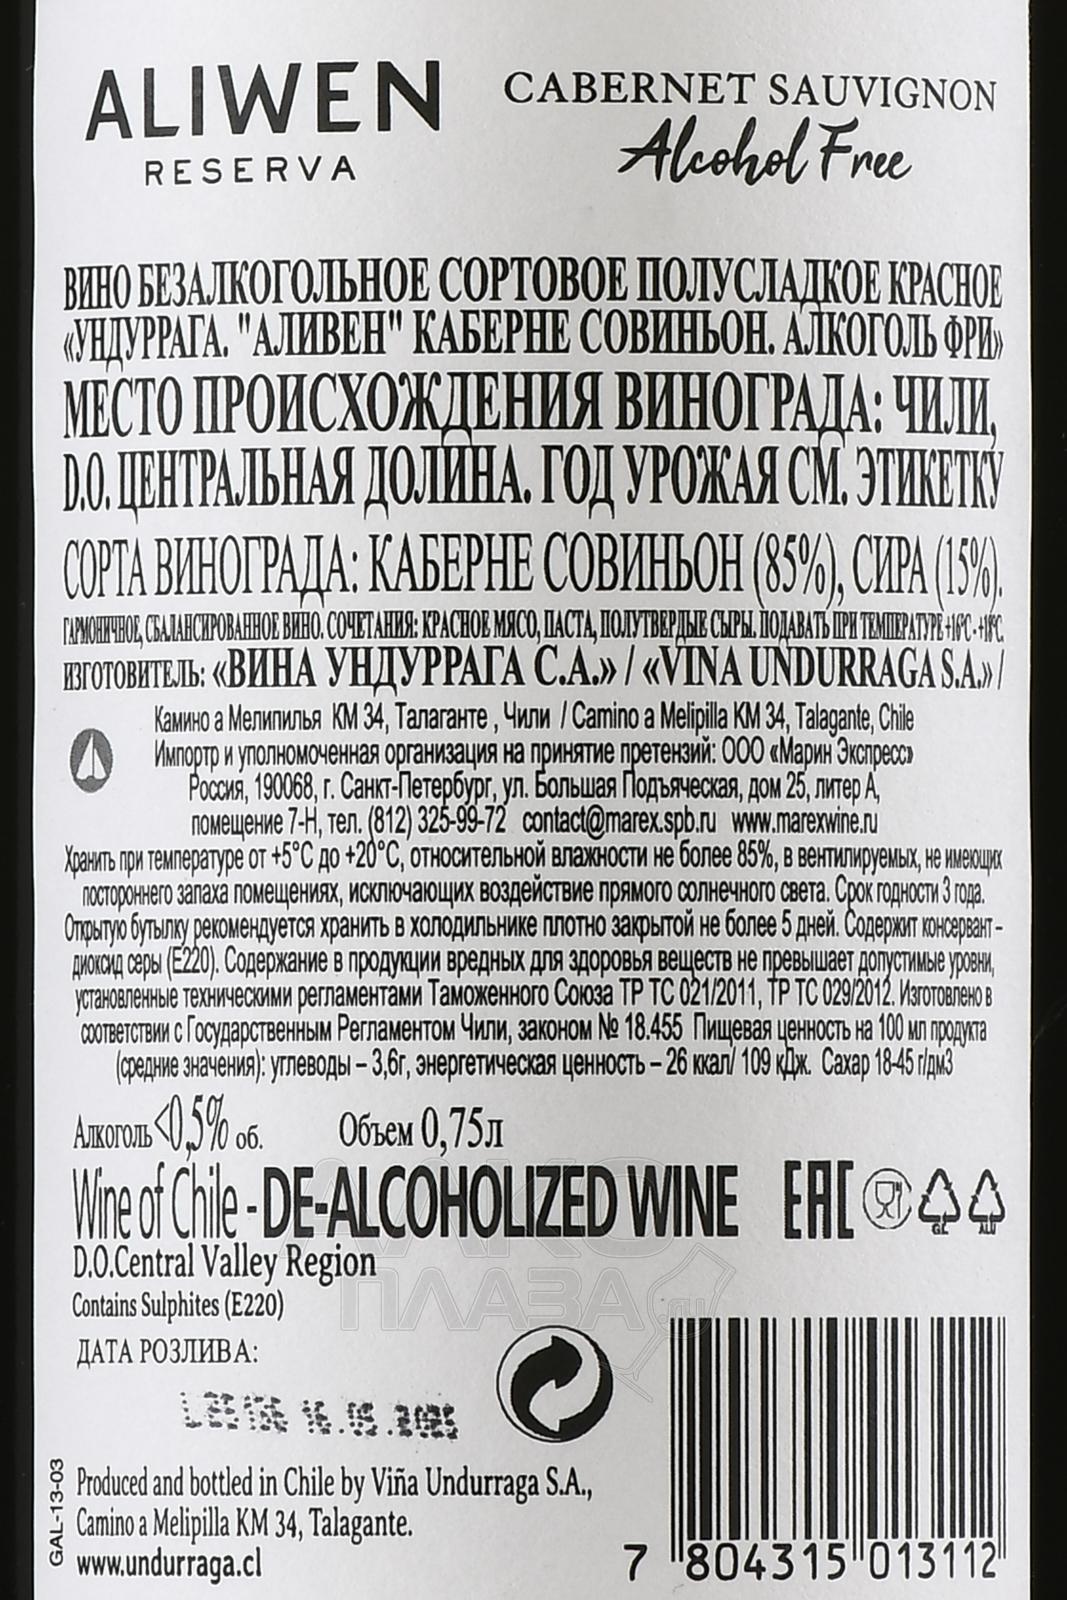 ALIWEN
RESERVA
CABERNET SAUVIGNON
Alcohol Free
ВИНО БЕЗАЛКОГОЛЬНОЕ СОРТОВОЕ ПОЛУСЛАДКОЕ КРАСНОЕ
«УНДУРРАГА. "АЛИВЕН" КАБЕРНЕ СОВИНЬОН. АЛКОГОЛЬ ФРИ»
МЕСТО ПРОИСХОЖДЕНИЯ ВИНОГРАДА: ЧИЛИ,
D.O. ЦЕНТРАЛЬНАЯ ДОЛИНА. ГОД УРОЖАЯ СМ. ЭТИКЕТКУ
СОРТА ВИНОГРАДА: КАБЕРНЕ СОВИНЬОН (85%), СИРА (15%).
ГАРМОНИЧНОЕ, СБАЛАНСИРОВАННОЕ ВИНО. СОЧЕТАНИЯ: КРАСНОЕ МЯСО, ПАСТА, ПОЛУТВЕРДЫЕ СЫРЫ. ПОДАВАТЬ ПРИ ТЕМПЕРАТУРЕ +16°C - +18°C.
ИЗГОТОВИТЕЛЬ: «ВИНА УНДУРРАГА С.А.» / «VINA UNDURRAGA S.A.» /
Камино а Мелипилья КМ 34, Талаганте , Чили / Camino a Melipilla KM 34, Talagante, Chile
Импортр и уполномоченная организация на принятие претензий: ООО «Марин Экспресс»
Россия, 190068, г. Санкт-Петербург, ул. Большая Подъяческая, дом 25, литер А,
помещение 7-Н, тел. (812) 325-99-72 contact@marex.spb.ru www.marexwine.ru
Хранить при температуре от +5°C до +20°C, относительной влажности не более 85%, в вентилируемых, не имеющих
постороннего запаха помещениях, исключающих воздействие прямого солнечного света. Срок годности 3 года.
Открытую бутылку рекомендуется хранить в холодильнике плотно закрытой не более 5 дней. Содержит консервант -
диоксид серы (Е220). Содержание в продукции вредных для здоровья веществ не превышает допустимые уровни,
установленные техническими регламентами Таможенного Союза ТР ТС 021/2011, ТР ТС 029/2012. Изготовлено в
соответствии с Государственным Регламентом Чили, законом № 18.455 Пищевая ценность на 100 мл продукта
(средние значения): углеводы – 3,6г, энергетическая ценность – 26 ккал/ 109 кДж. Сахар 18-45 г/дм3
Алкоголь <0,5% об. Объем 0,75л
Wine of Chile - DE-ALCOHOLIZED WINE EAC
GL ALU
D.O.Central Valley Region
Contains Sulphites (E220)
АЛКО
ПЛАЗА.ru
ДАТА РОЗЛИВА:
Produced and bottled in Chile by Viña Undurraga S.A.,
Camino a Melipilla KM 34, Talagante.
www.undurraga.cl
GAL-13-03
7 804315 013112